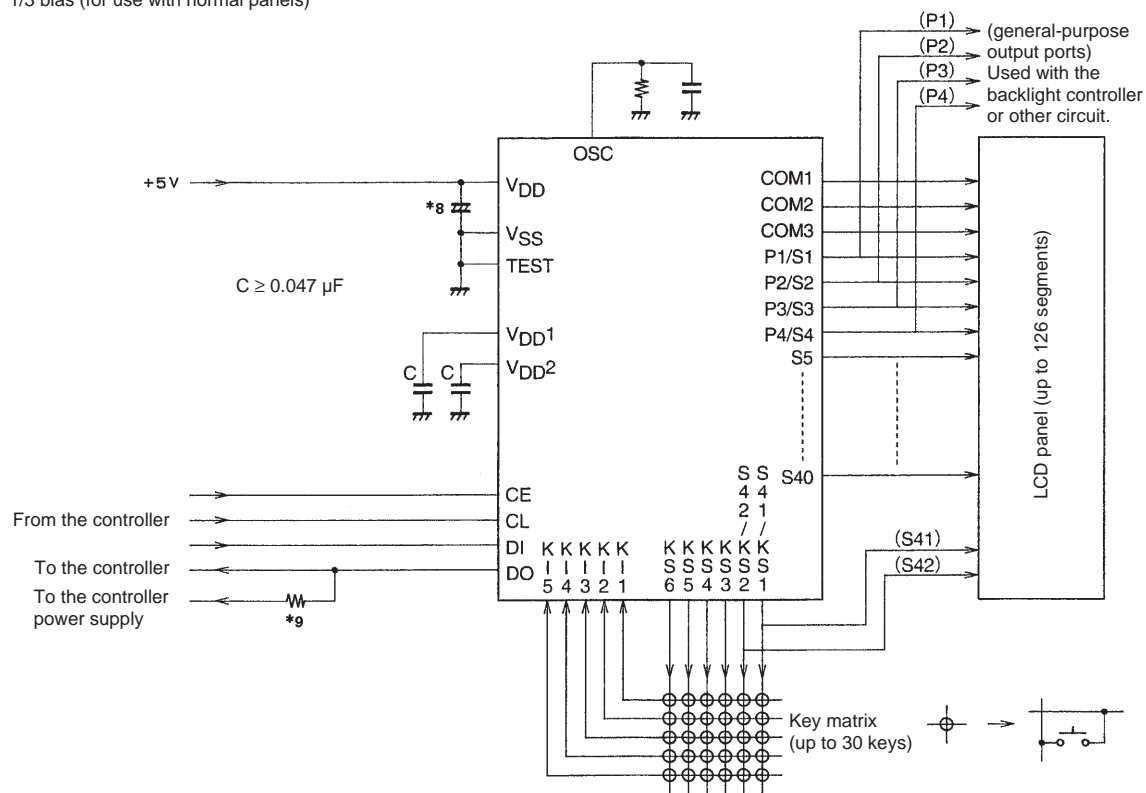 1/3 bias (for use with normal panels)
(P1)
(P2)
(P3)
(P4)
(general-purpose
output ports)
Used with the
backlight controller
or other circuit.
OSC
+5V
VDD
*8
VSS
TEST
C ≥ 0.047 µF
VDD1
VDD2
C
C
COM1
COM2
COM3
P1/S1
P2/S2
P3/S3
P4/S4
S5
S40
LCD panel (up to 126 segments)
CE
CL
DI
DO
From the controller
To the controller
To the controller
power supply
*9
KI5
KI4
KI3
KI2
KI1
KS6
KS5
KS4
KS3
S42/KS2
S41/KS1
(S41)
(S42)
Key matrix
(up to 30 keys)